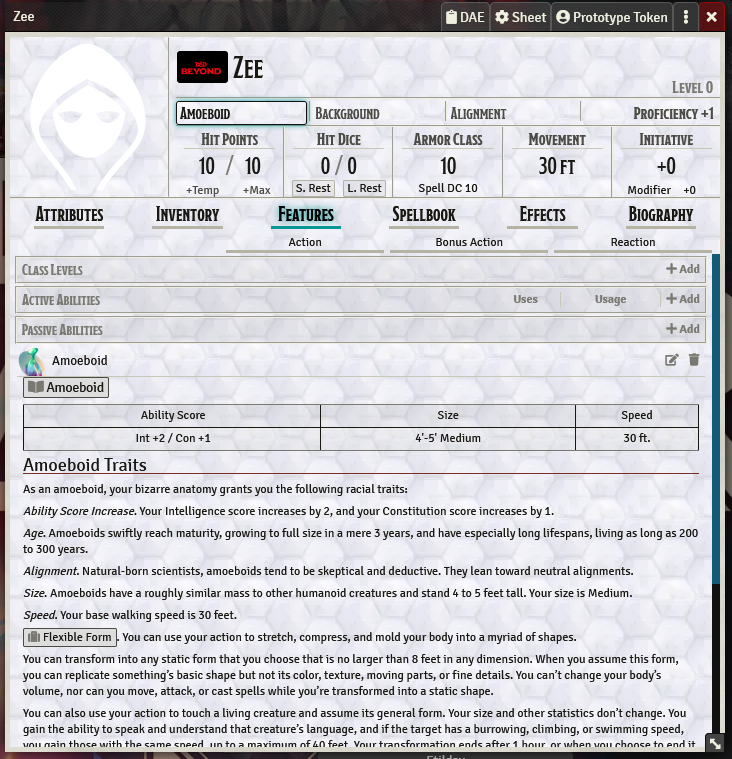 Zee
DAE
Sheet
Prototype Token
D&D BEYOND
Zee
Level 0
Amoeboid
Background
Alignment
Proficiency +1
Hit Points
Hit Dice
Armor Class
Movement
Initiative
10 / 10
0 / 0
10
30 ft
+0
+Temp
+Max
S. Rest
L. Rest
Spell DC 10
Modifier +0
Attributes
Inventory
Features
Spellbook
Effects
Biography
Action
Bonus Action
Reaction
Class Levels
Add
Active Abilities
Uses
Usage
Add
Passive Abilities
Add
Amoeboid
Amoeboid
Ability Score
Size
Speed
Int +2 / Con +1
4'-5' Medium
30 ft.
Amoeboid Traits
As an amoeboid, your bizarre anatomy grants you the following racial traits:
Ability Score Increase. Your Intelligence score increases by 2, and your Constitution score increases by 1.
Age. Amoeboids swiftly reach maturity, growing to full size in a mere 3 years, and have especially long lifespans, living as long as 200
to 300 years.
Alignment. Natural-born scientists, amoeboids tend to be skeptical and deductive. They lean toward neutral alignments.
Size. Amoeboids have a roughly similar mass to other humanoid creatures and stand 4 to 5 feet tall. Your size is Medium.
Speed. Your base walking speed is 30 feet.
Flexible Form. You can use your action to stretch, compress, and mold your body into a myriad of shapes.
You can transform into any static form that you choose that is no larger than 8 feet in any dimension. When you assume this form,
you can replicate something's basic shape but not its color, texture, moving parts, or fine details. You can't change your body's
volume, nor can you move, attack, or cast spells while you're transformed into a static shape.
You can also use your action to touch a living creature and assume its general form. Your size and other statistics don't change. You
gain the ability to speak and understand that creature's language, and if the target has a burrowing, climbing, or swimming speed,
you gain those with the same speed, up to a maximum of 40 feet. Your transformation ends after 1 hour, or when you choose to end it